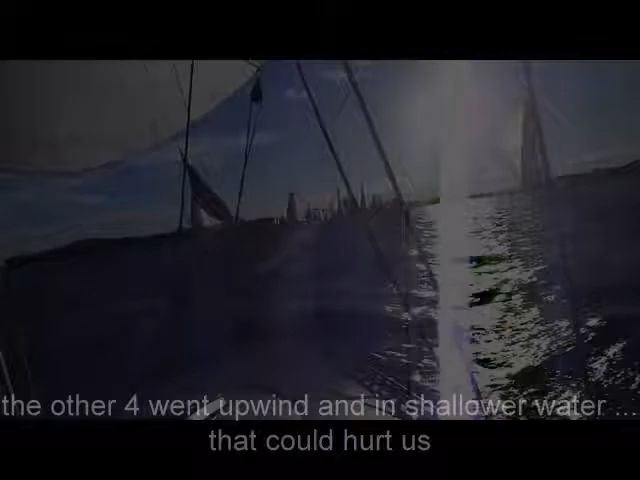 the other 4 went upwind and in shallower water ...
that could hurt us